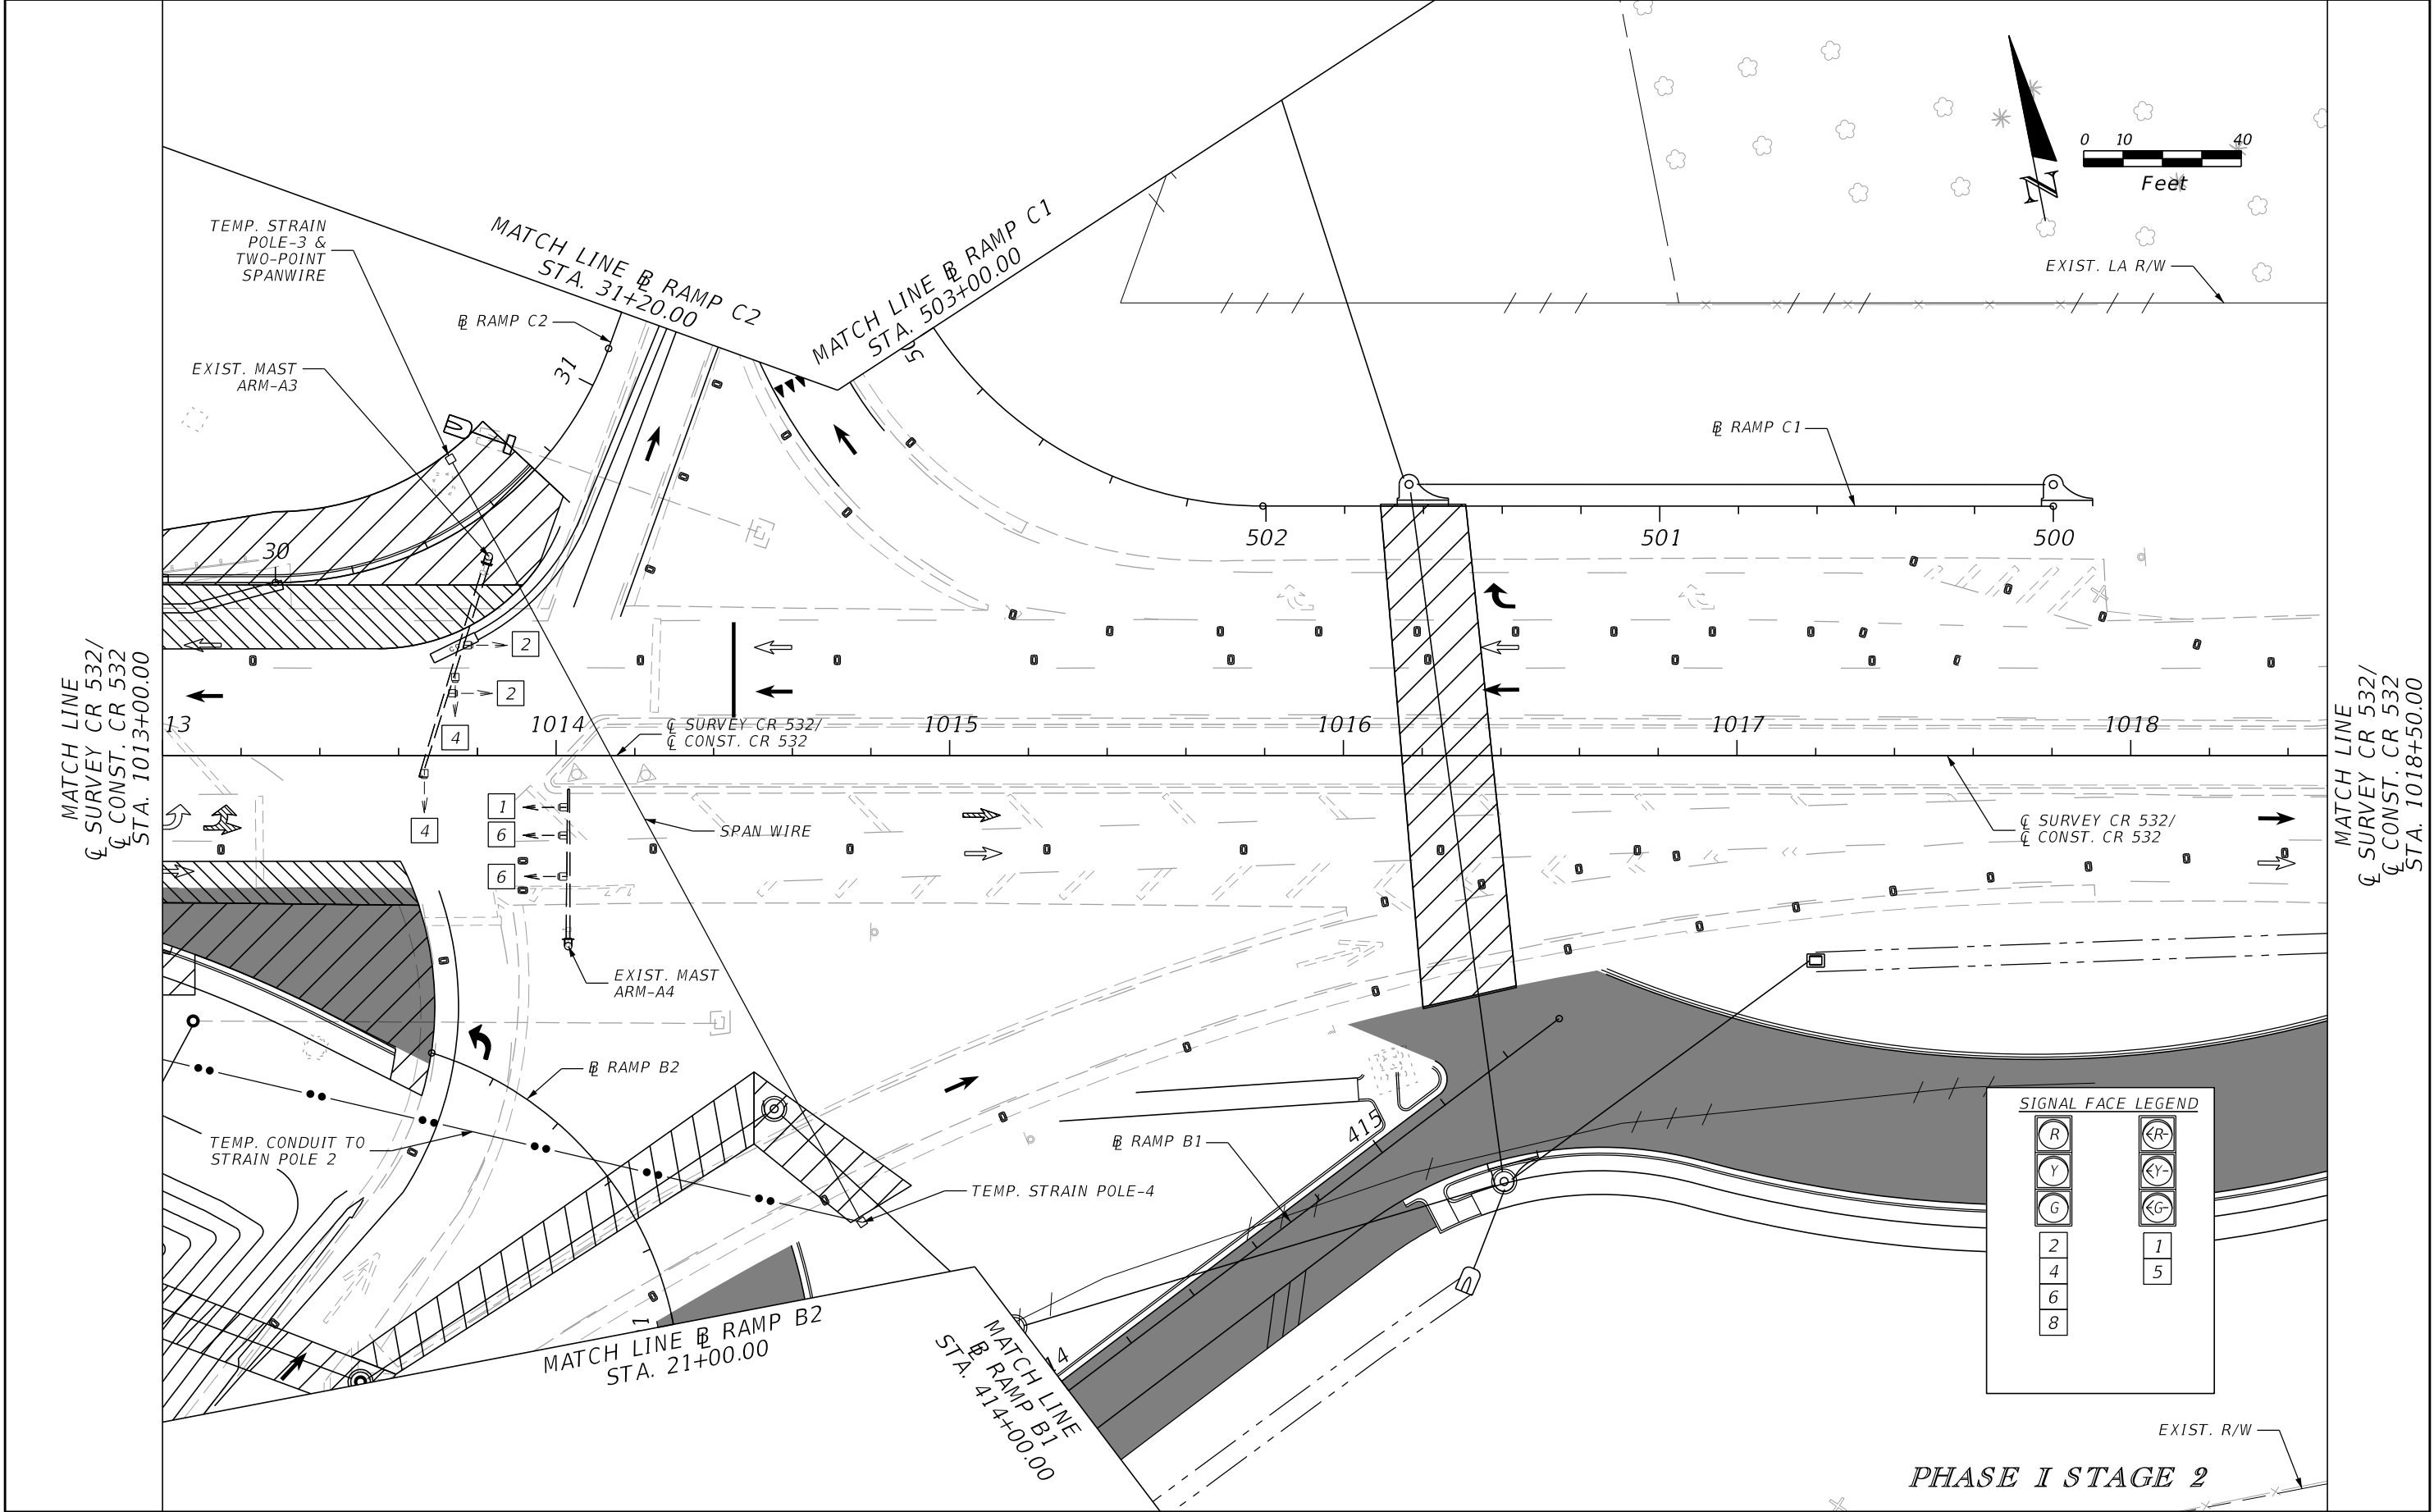 0 10 40
Feet
N
TEMP. STRAIN
POLE-3 &
TWO-POINT
SPANWIRE
MATCH LINE ℄ RAMP C2
STA. 31+20.00
MATCH LINE ℄ RAMP C1
STA. 503+00.00
EXIST. LA R/W
℄ RAMP C2
EXIST. MAST
ARM-A3
31
℄ RAMP C1
30
502
501
500
2
2
4
4
MATCH LINE
℄ SURVEY CR 532/
℄ CONST. CR 532
STA. 1013+00.00
13
1014
1015
1016
1017
1018
℄ SURVEY CR 532/
℄ CONST. CR 532
MATCH LINE
℄ SURVEY CR 532/
℄ CONST. CR 532
STA. 1018+50.00
1
6
6
SPAN WIRE
℄ SURVEY CR 532/
℄ CONST. CR 532
EXIST. MAST
ARM-A4
℄ RAMP B2
TEMP. CONDUIT TO
STRAIN POLE 2
TEMP. STRAIN POLE-4
℄ RAMP B1
415
1
14
MATCH LINE ℄ RAMP B2
STA. 21+00.00
MATCH LINE
℄ RAMP B1
STA. 414+00.00
SIGNAL FACE LEGEND
R R
Y Y
G G
2 1
4 5
6
8
EXIST. R/W
PHASE I STAGE 2